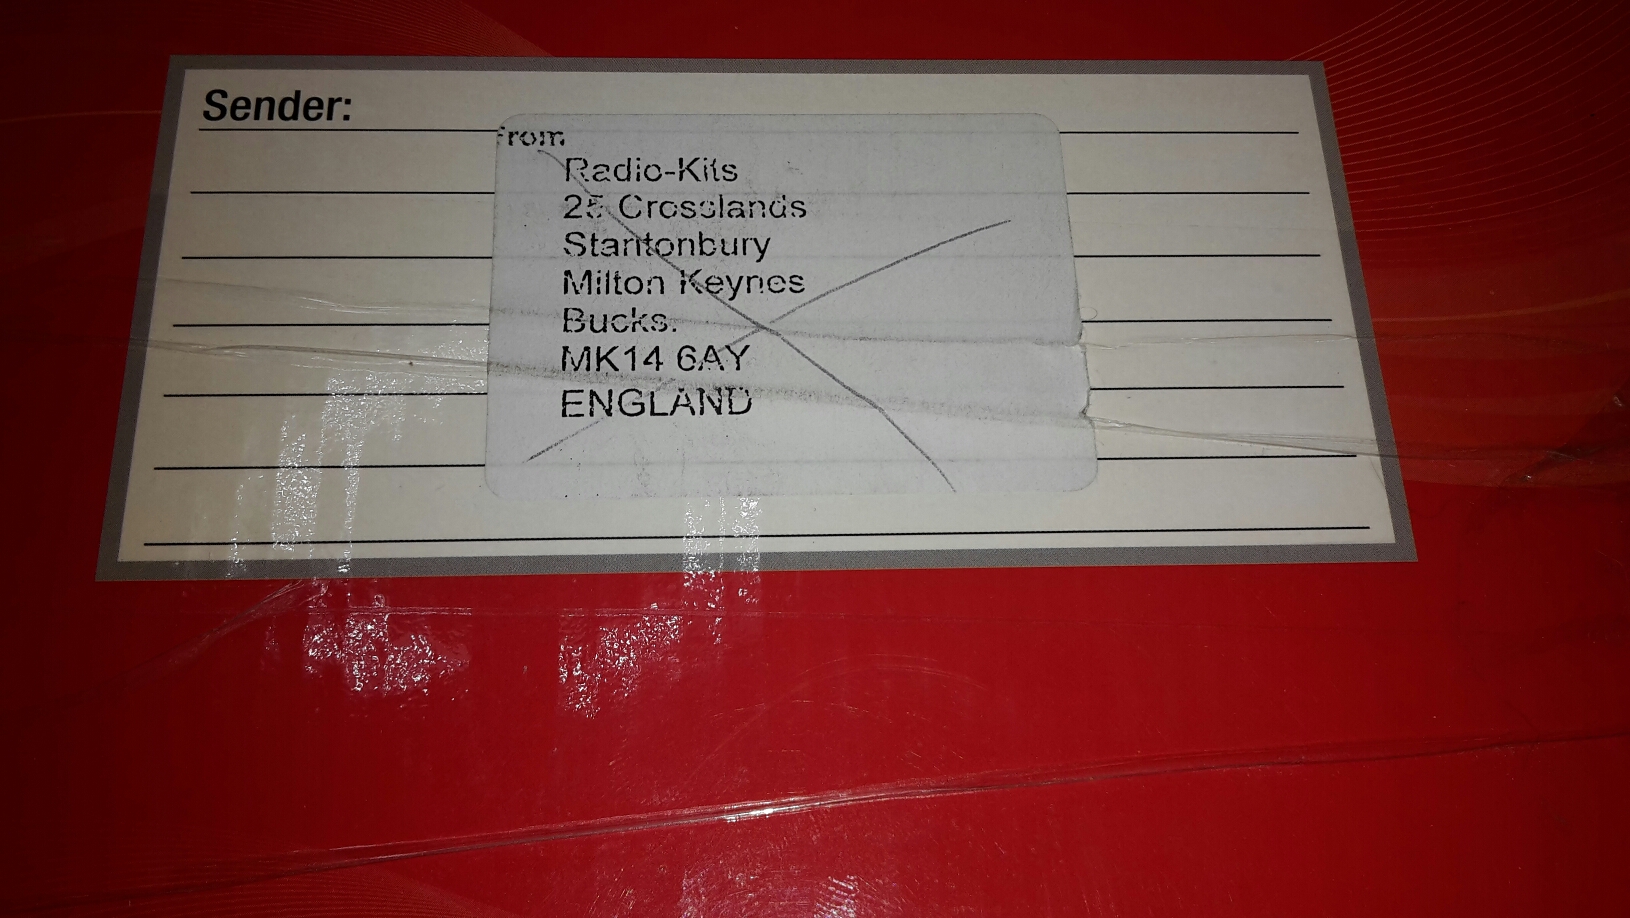 Sender:
From
Radio-Kits
25 Crosslands
Stantonbury
Milton Keynes
Bucks.
MK14 6AY
ENGLAND